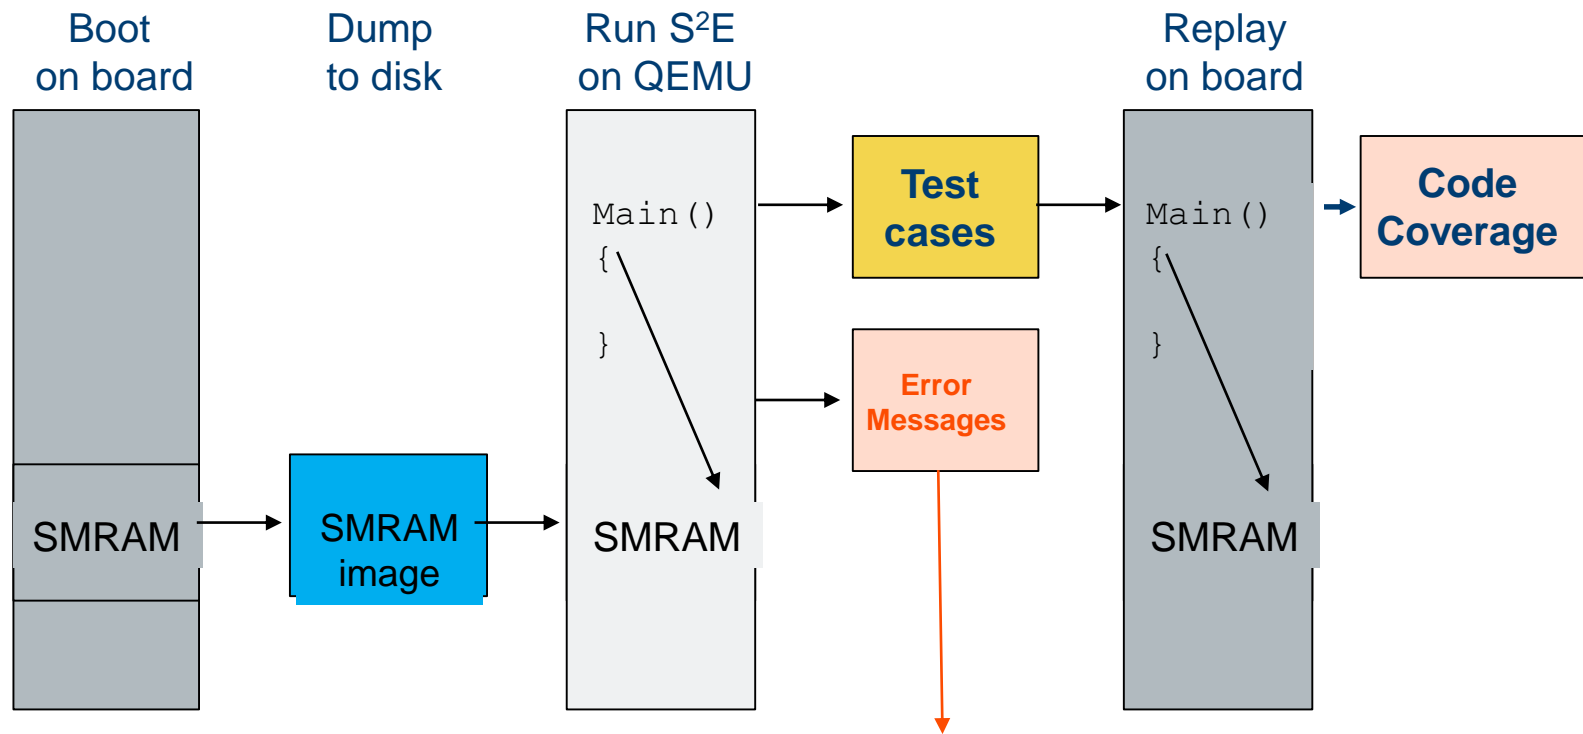 Boot
on board
Dump
to disk
Run S²E
on QEMU
Replay
on board
SMRAM
SMRAM
image
Main()
{
}
SMRAM
Test
cases
Error
Messages
Main()
{
}
SMRAM
Code
Coverage